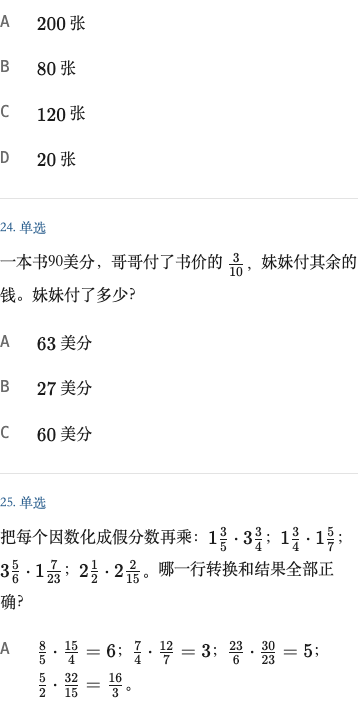 A 200 张
B 80 张
C 120 张
D 20 张
24. 单选
一本书90美分，哥哥付了书价的 3/10，妹妹付其余的
钱。妹妹付了多少?
A 63 美分
B 27 美分
C 60 美分
25. 单选
把每个因数化成假分数再乘：1 3/5 · 3 3/4；1 3/4 · 1 5/7；
3 5/6 · 1 7/23；2 1/2 · 2 2/15。哪一行转换和结果全部正
确?
A 8/5 · 15/4 = 6；7/4 · 12/7 = 3；23/6 · 30/23 = 5；
5/2 · 32/15 = 16/3。